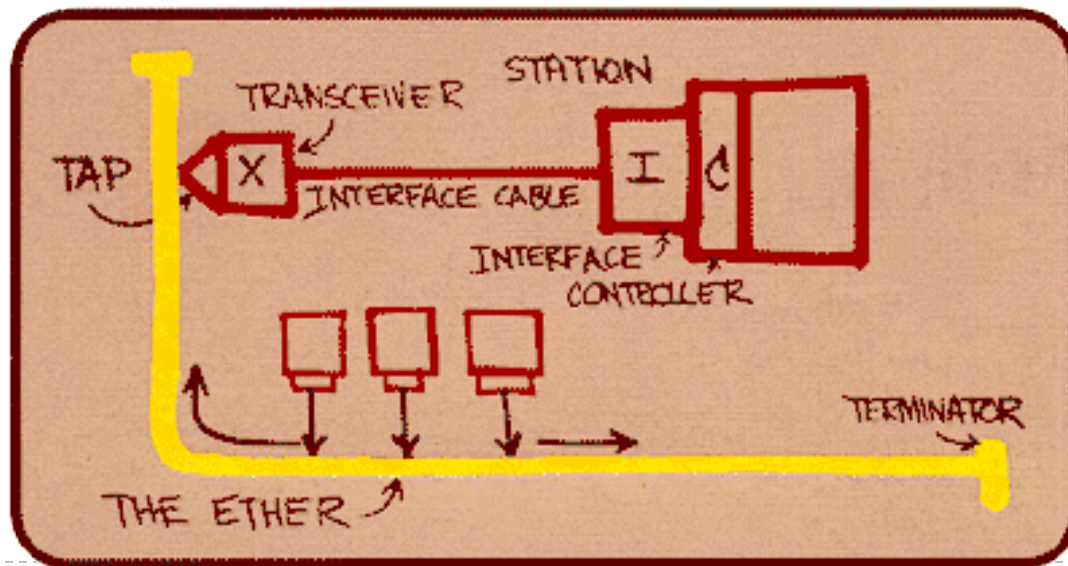 STATION
TRANSCEIVER
TAP
X
I
C
INTERFACE CABLE
INTERFACE
CONTROLLER
TERMINATOR
THE ETHER